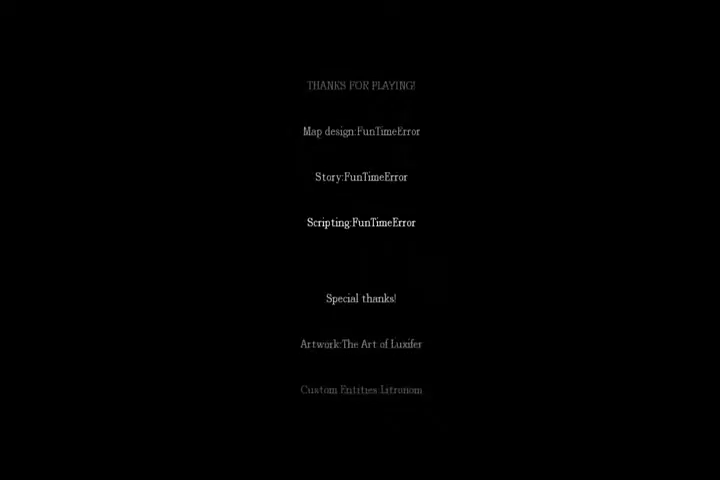 THANKS FOR PLAYING!
Map design:FunTimeError
Story:FunTimeError
Scripting:FunTimeError
Special thanks!
Artwork:The Art of Luxifer
Custom Entities:Litronom